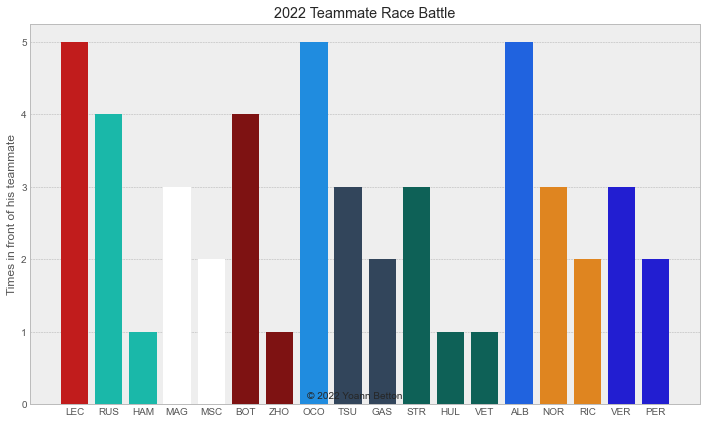 2022 Teammate Race Battle
Times in front of his teammate
5
4
3
2
1
0
© 2022 Yoann Betton
LEC RUS HAM MAG MSC BOT ZHO OCO TSU GAS STR HUL VET ALB NOR RIC VER PER